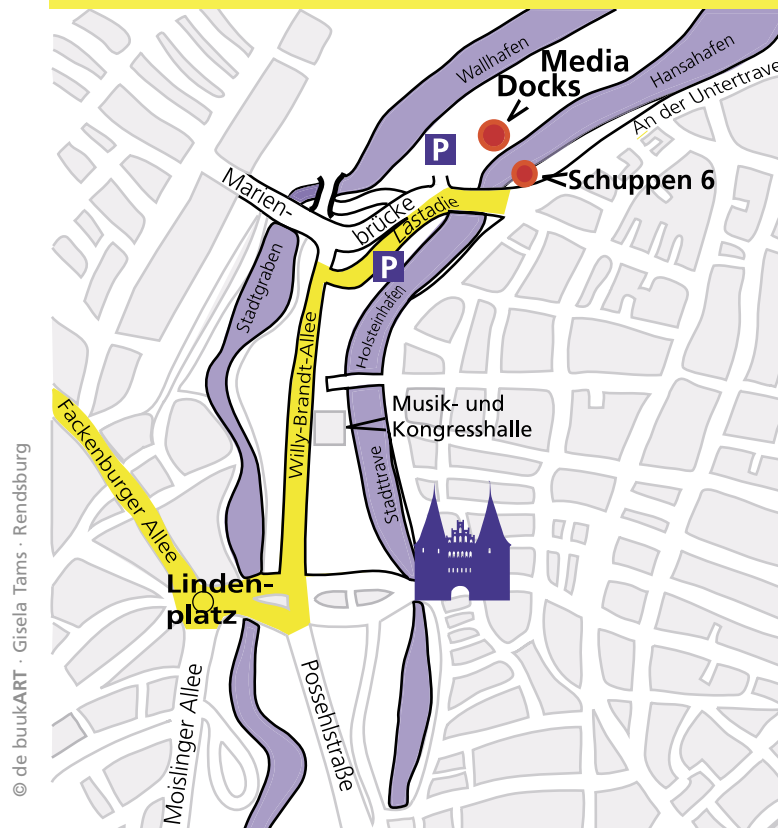 Wallhafen
Media
Docks
Hansahafen
An der Untertrave
P
Schuppen 6
Marien-
brücke
Lastadie
P
Stadtgraben
Holsteinhafen
Willy-Brandt-Allee
Musik- und
Kongresshalle
Stadttrave
Fackenburger Allee
Linden-
platz
Moislinger Allee
Possehlstraße
© de buukART · Gisela Tams · Rendsburg